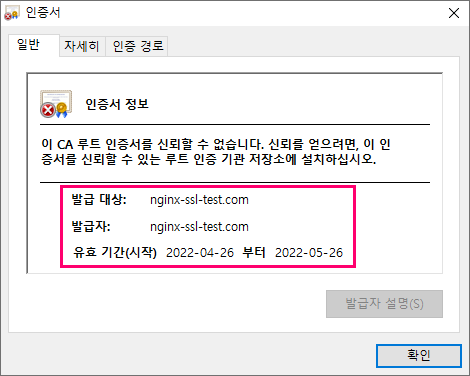 인증서
일반 자세히 인증 경로
인증서 정보
이 CA 루트 인증서를 신뢰할 수 없습니다. 신뢰를 얻으려면, 이 인
증서를 신뢰할 수 있는 루트 인증 기관 저장소에 설치하십시오.
발급 대상: nginx-ssl-test.com
발급자: nginx-ssl-test.com
유효 기간(시작) 2022-04-26 부터 2022-05-26
발급자 설명(S)
확인